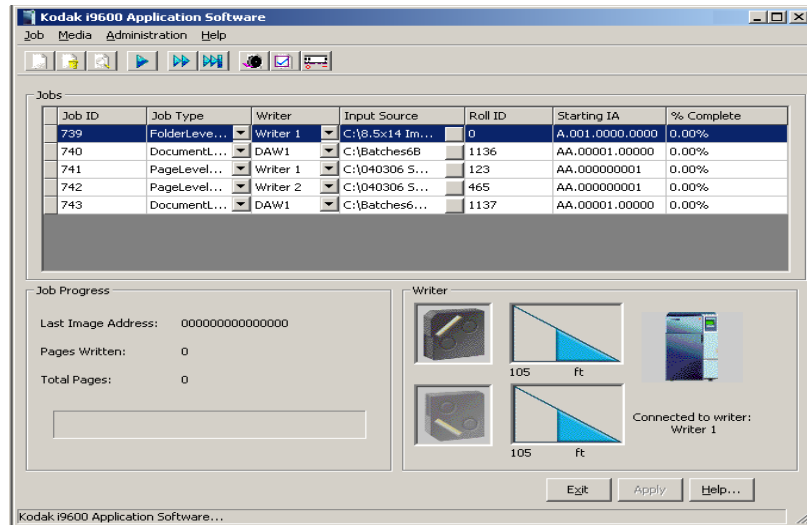 Kodak i9600 Application Software
Job Media Administration Help
Jobs
Job ID Job Type Writer Input Source Roll ID Starting IA % Complete
739 FolderLeve... Writer 1 C:\8.5x14 Im... 0 A.001.0000.0000 0.00%
740 DocumentL... DAW1 C:\Batches6B 1136 AA.00001.00000 0.00%
741 PageLevel... Writer 1 C:\040306 S... 123 AA.000000001 0.00%
742 PageLevel... Writer 2 C:\040306 S... 465 AA.000000001 0.00%
743 DocumentL... DAW1 C:\Batches6... 1137 AA.00001.00000 0.00%
Job Progress
Last Image Address: 000000000000000
Pages Written: 0
Total Pages: 0
Writer
105 ft
105 ft
Connected to writer:
Writer 1
Exit Apply Help...
Kodak i9600 Application Software...